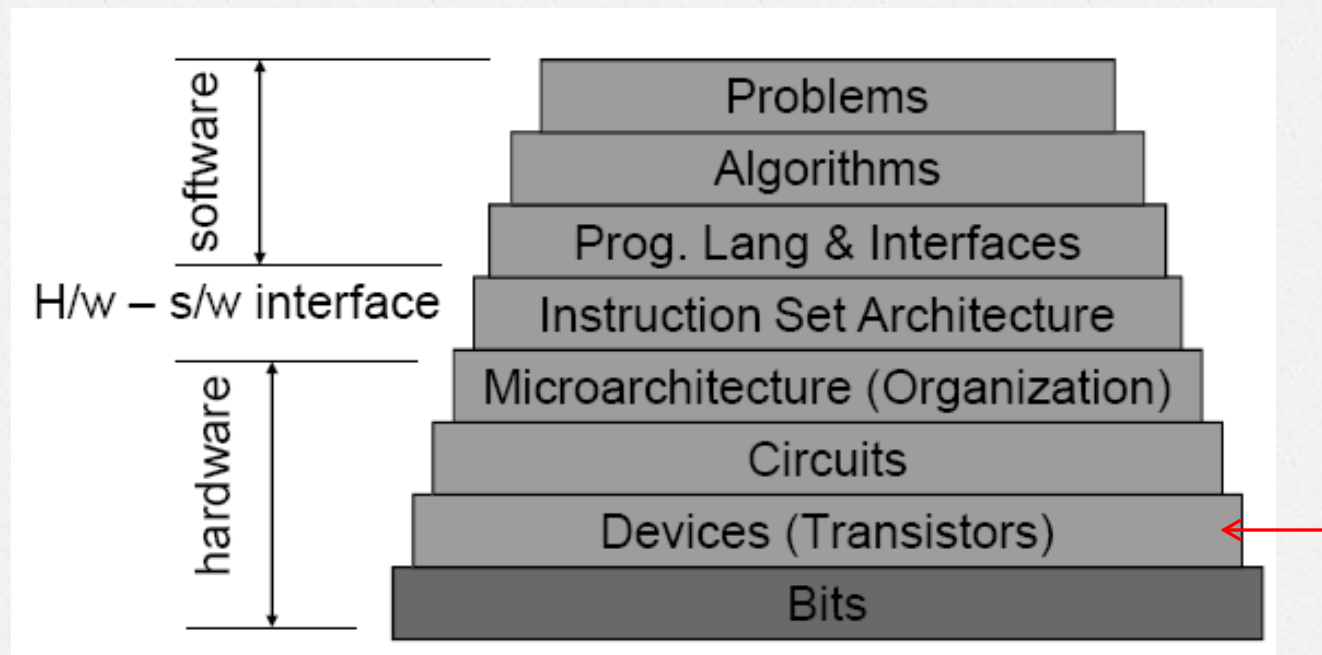 Problems
Algorithms
Prog. Lang & Interfaces
Instruction Set Architecture
Microarchitecture (Organization)
Circuits
Devices (Transistors)
Bits
software
H/w – s/w interface
hardware